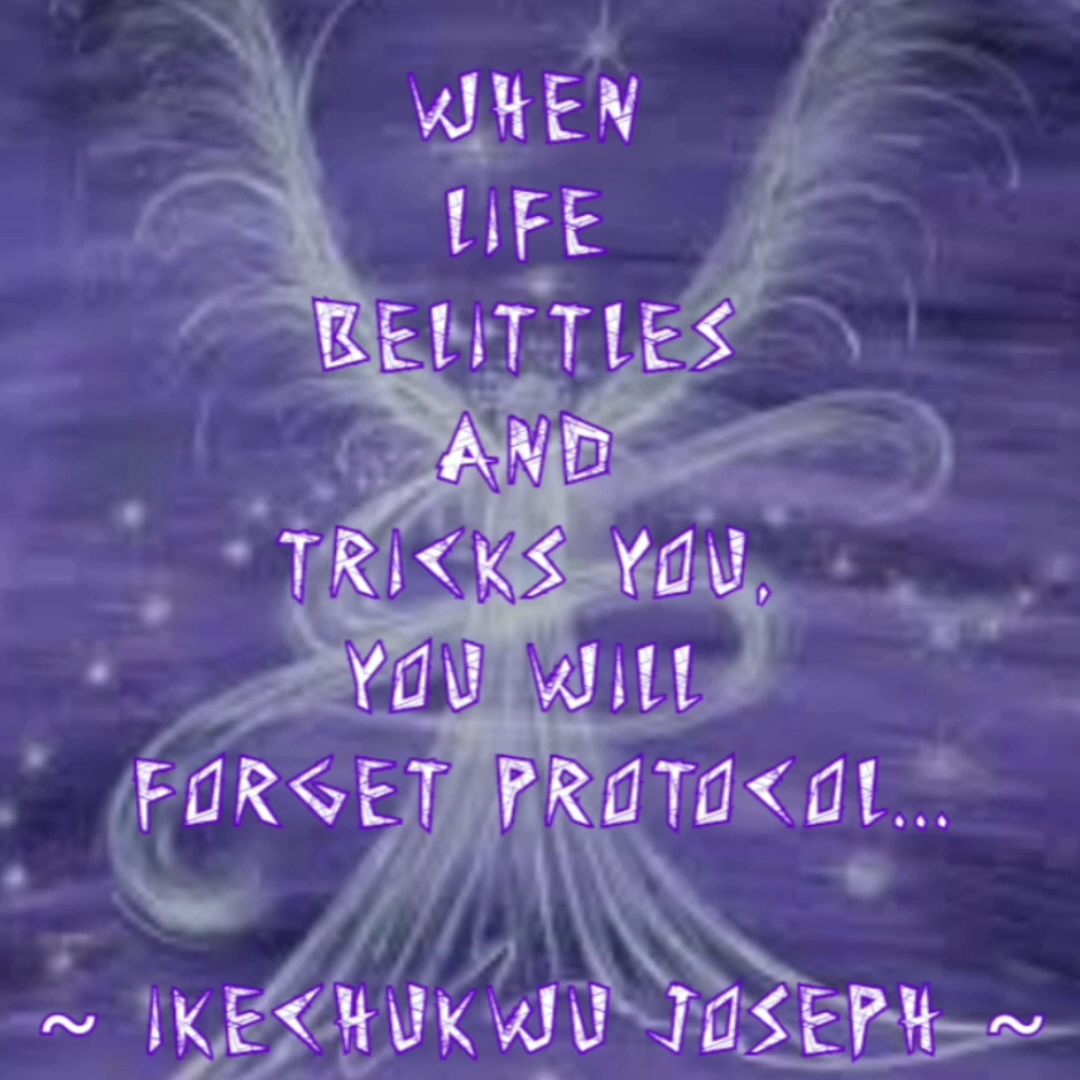 WHEN
LIFE
BELITTLES
AND
TRICKS YOU,
YOU WILL
FORGET PROTOCOL...
~ IKECHUKWU JOSEPH ~